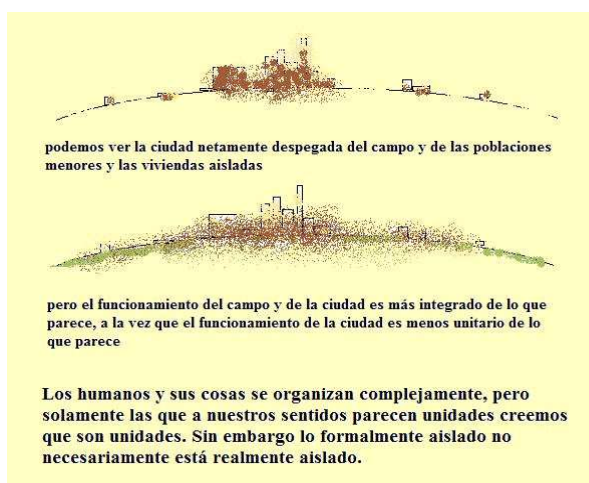 podemos ver la ciudad netamente despegada del campo y de las poblaciones
menores y las viviendas aisladas
pero el funcionamiento del campo y de la ciudad es más integrado de lo que
parece, a la vez que el funcionamiento de la ciudad es menos unitario de lo
que parece
Los humanos y sus cosas se organizan complejamente, pero
solamente las que a nuestros sentidos parecen unidades creemos
que son unidades. Sin embargo lo formalmente aislado no
necesariamente está realmente aislado.